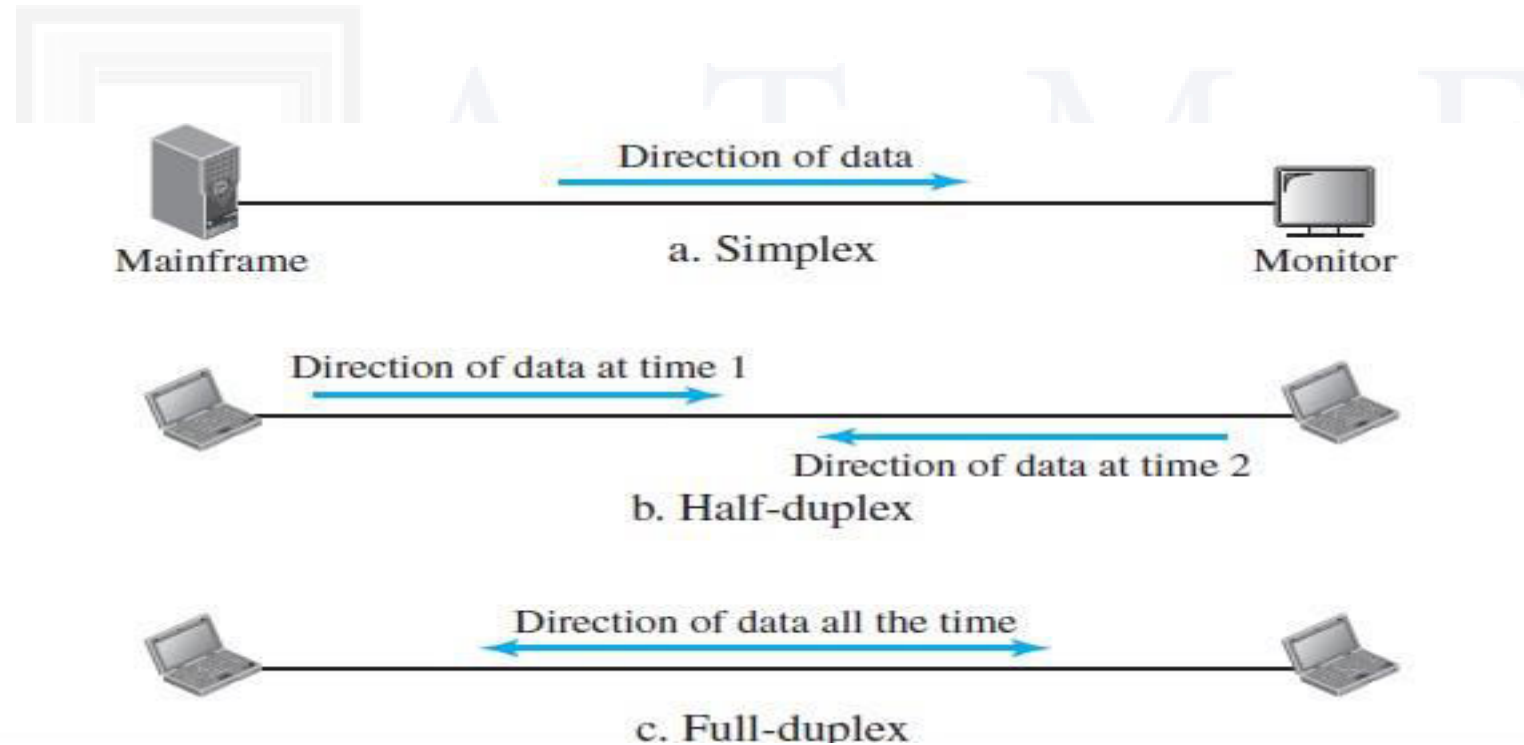 A T M E
Direction of data
Mainframe
a. Simplex
Monitor
Direction of data at time 1
Direction of data at time 2
b. Half-duplex
Direction of data all the time
c. Full-duplex